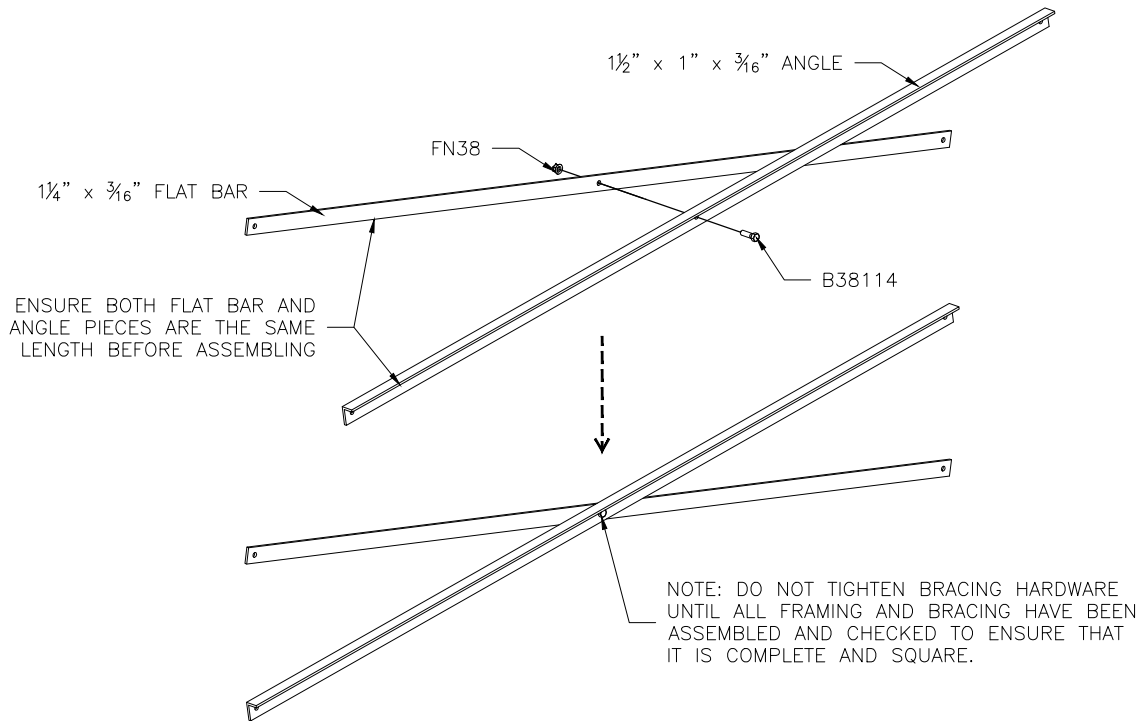 1½” x 1” x 3⁄16” ANGLE
FN38
1¼” x 3⁄16” FLAT BAR
B38114
ENSURE BOTH FLAT BAR AND
ANGLE PIECES ARE THE SAME
LENGTH BEFORE ASSEMBLING
NOTE: DO NOT TIGHTEN BRACING HARDWARE
UNTIL ALL FRAMING AND BRACING HAVE BEEN
ASSEMBLED AND CHECKED TO ENSURE THAT
IT IS COMPLETE AND SQUARE.